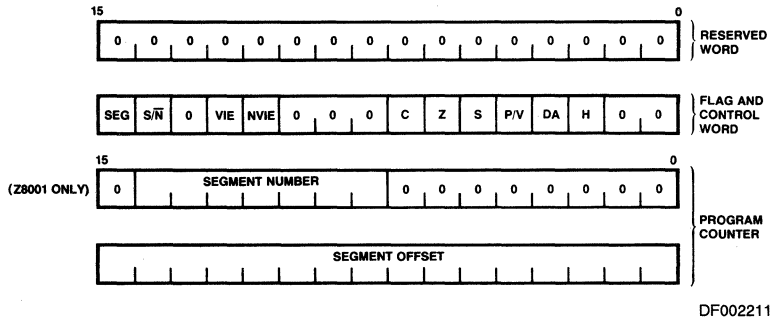 15 0
0 0 0 0 0 0 0 0 0 0 0 0 0 0 0 0
RESERVED
WORD
SEG S/N̅ 0 VIE NVIE 0 0 0 C Z S P/V DA H 0 0
FLAG AND
CONTROL
WORD
15 0
(Z8001 ONLY) 0 SEGMENT NUMBER 0 0 0 0 0 0 0 0
PROGRAM
COUNTER
SEGMENT OFFSET
DF002211